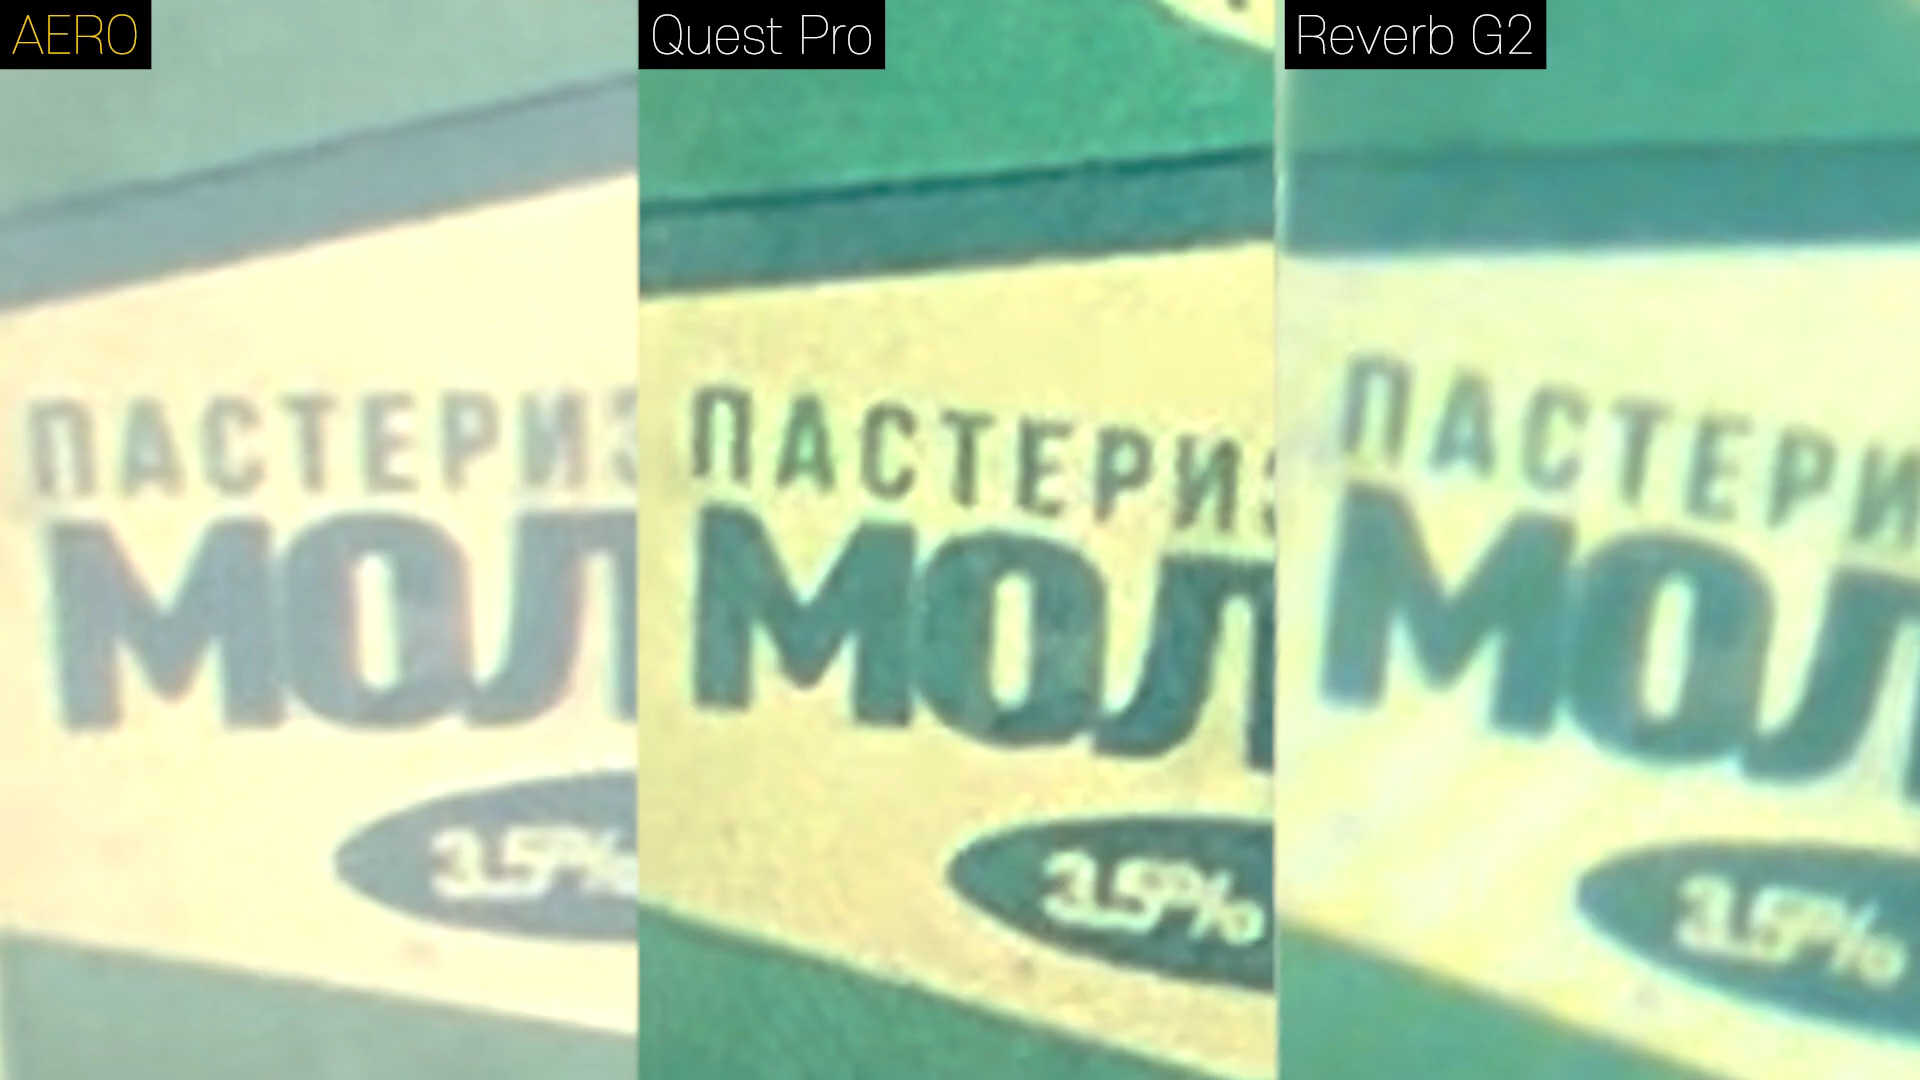 AERO
Quest Pro
Reverb G2
ПАСТЕРИЗ
МОЛ
3.5%
ПАСТЕРИЗ
МОЛ
3.5%
ПАСТЕРИ
МОЛ
3.5%